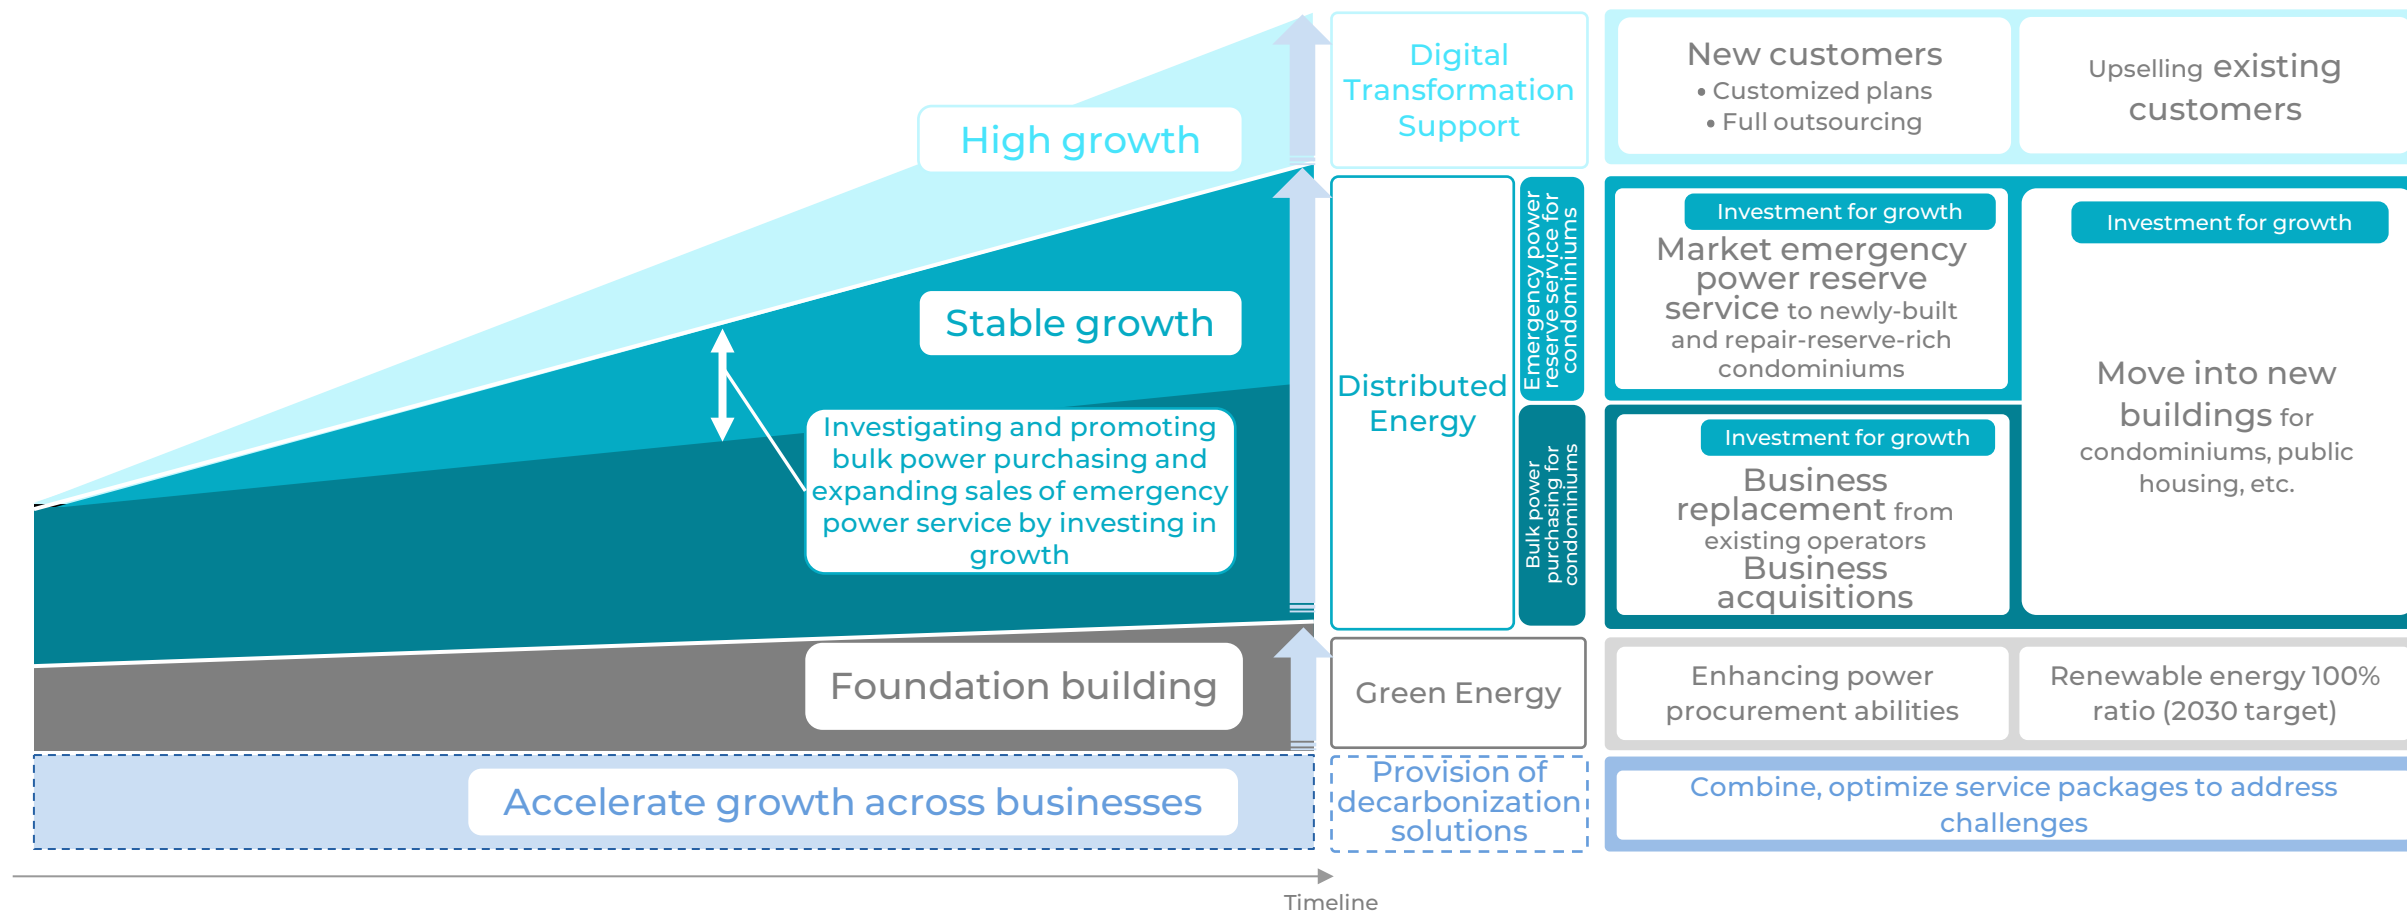 High growth
Stable growth
Investigating and promoting
bulk power purchasing and
expanding sales of emergency
power service by investing in
growth
Foundation building
Accelerate growth across businesses
Timeline
Digital
Transformation
Support
Distributed
Energy
Emergency power
reserve service for
condominiums
Bulk power
purchasing for
condominiums
Green Energy
Provision of
decarbonization
solutions
New customers
• Customized plans
• Full outsourcing
Upselling existing
customers
Investment for growth
Market emergency
power reserve
service to newly-built
and repair-reserve-rich
condominiums
Investment for growth
Business
replacement from
existing operators
Business
acquisitions
Investment for growth
Move into new
buildings for
condominiums, public
housing, etc.
Enhancing power
procurement abilities
Renewable energy 100%
ratio (2030 target)
Combine, optimize service packages to address
challenges